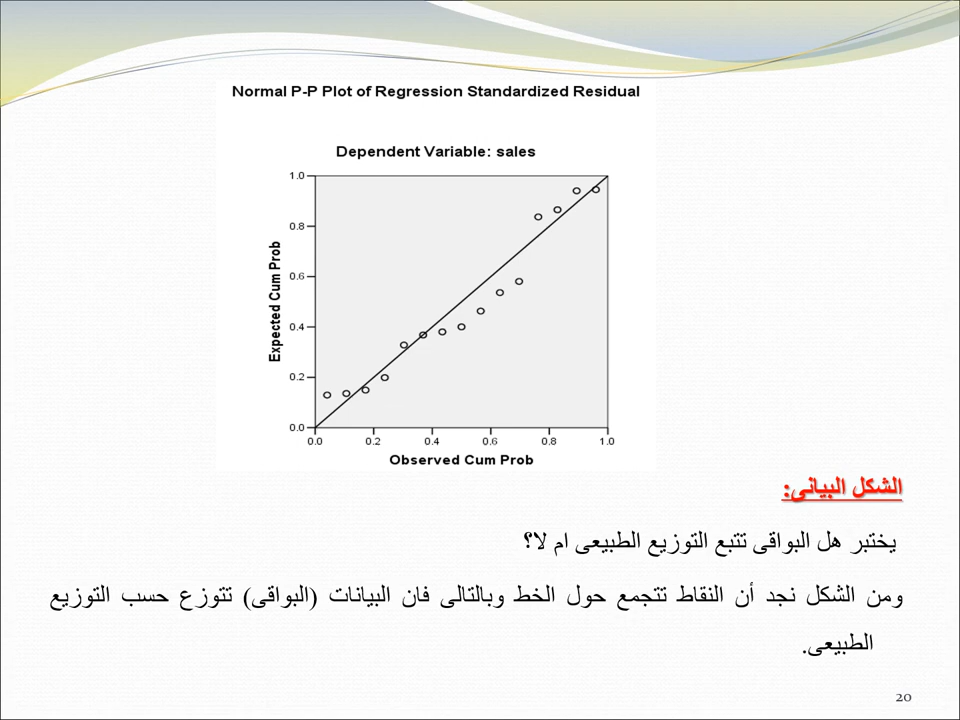 Normal P-P Plot of Regression Standardized Residual
Dependent Variable: sales
1.0
0.8
0.6
0.4
0.2
0.0
Expected Cum Prob
0.0 0.2 0.4 0.6 0.8 1.0
Observed Cum Prob
الشكل البيانى:
يختبر هل البواقى تتبع التوزيع الطبيعى ام لا؟
ومن الشكل نجد أن النقاط تتجمع حول الخط وبالتالى فان البيانات (البواقى) تتوزع حسب التوزيع
الطبيعى.
20